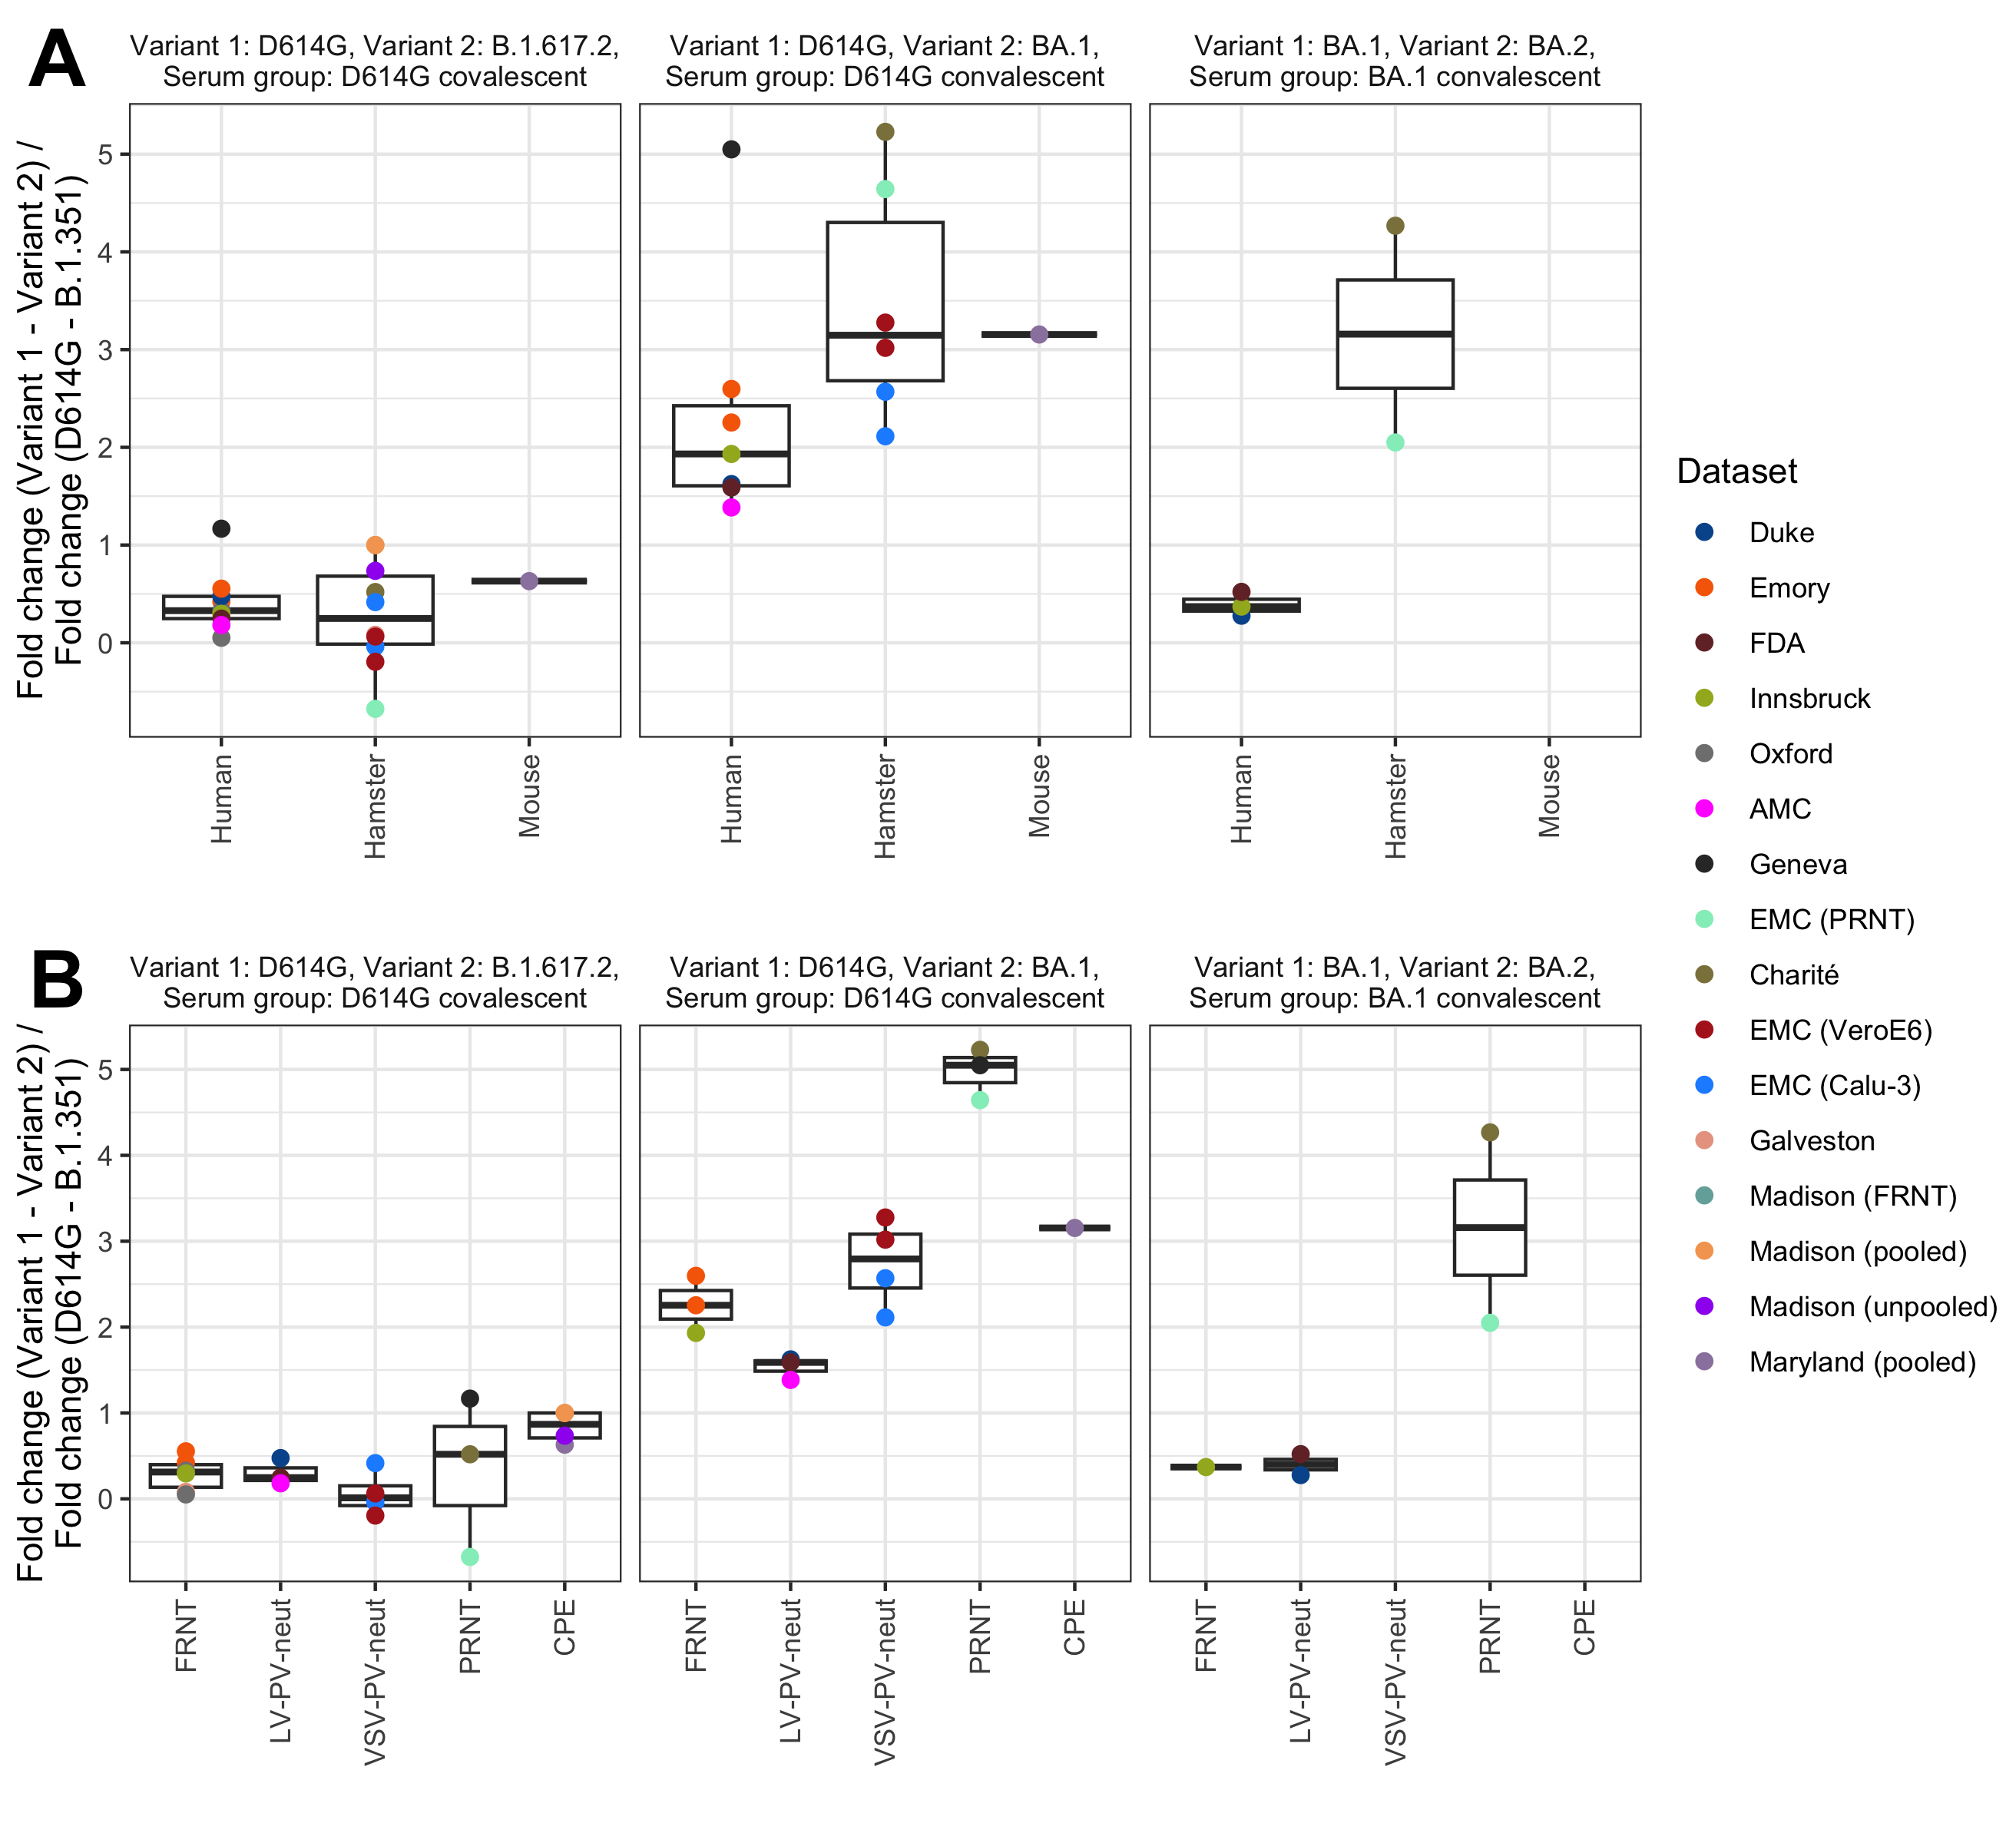 A
Variant 1: D614G, Variant 2: B.1.617.2,
Serum group: D614G covalescent
Variant 1: D614G, Variant 2: BA.1,
Serum group: D614G convalescent
Variant 1: BA.1, Variant 2: BA.2,
Serum group: BA.1 convalescent
Fold change (Variant 1 - Variant 2) /
Fold change (D614G - B.1.351)
5
4
3
2
1
0
Human
Hamster
Mouse
Human
Hamster
Mouse
Human
Hamster
Mouse
B
Variant 1: D614G, Variant 2: B.1.617.2,
Serum group: D614G covalescent
Variant 1: D614G, Variant 2: BA.1,
Serum group: D614G convalescent
Variant 1: BA.1, Variant 2: BA.2,
Serum group: BA.1 convalescent
Fold change (Variant 1 - Variant 2) /
Fold change (D614G - B.1.351)
5
4
3
2
1
0
FRNT
LV-PV-neut
VSV-PV-neut
PRNT
CPE
FRNT
LV-PV-neut
VSV-PV-neut
PRNT
CPE
FRNT
LV-PV-neut
VSV-PV-neut
PRNT
CPE
Dataset
Duke
Emory
FDA
Innsbruck
Oxford
AMC
Geneva
EMC (PRNT)
Charité
EMC (VeroE6)
EMC (Calu-3)
Galveston
Madison (FRNT)
Madison (pooled)
Madison (unpooled)
Maryland (pooled)